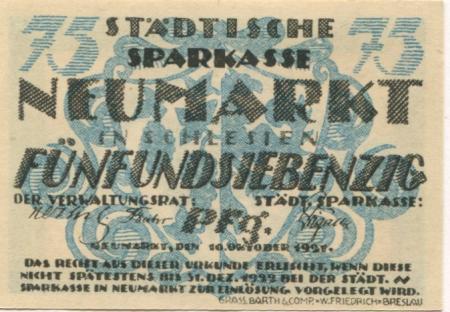 75 STÄDTISCHE 75
SPARKASSE
NEUMARKT
IN SCHLESIEN
FÜNFUNDSIEBENZIG
DER VERWALTUNGSRAT: STÄDT. SPARKASSE:
Pfg.
NEUMARKT, DEN 10. OKTOBER 1921.
DAS RECHT AUS DIESER URKUNDE ERLISCHT, WENN DIESE
NICHT SPÄTESTENS BIS 31. DEZ. 1922 BEI DER STÄDT.
SPARKASSE IN NEUMARKT ZUR EINLÖSUNG VORGELEGT WIRD.
GRASS, BARTH & COMP. • W. FRIEDRICH • BRESLAU